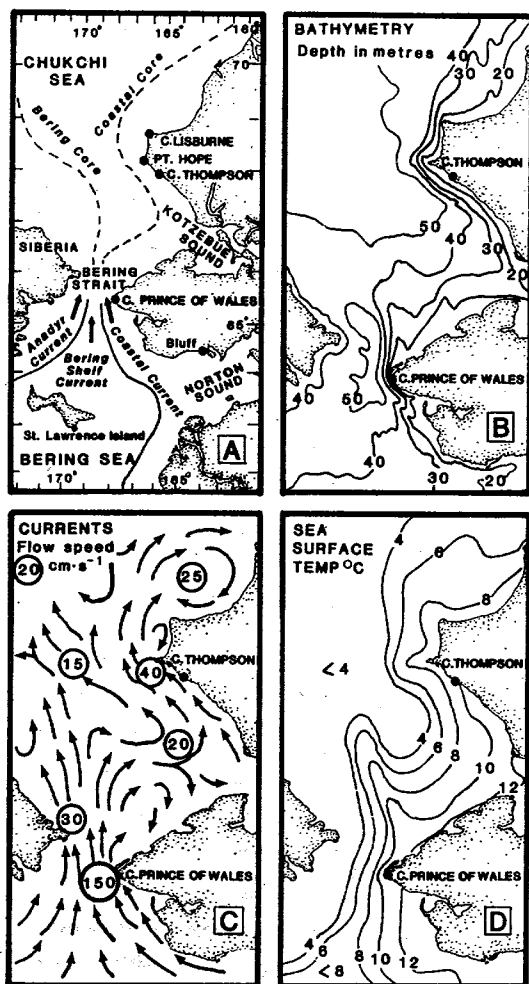 170° 165° 160°
CHUKCHI
SEA
70
Bering Core
Coastal Core
C. LISBURNE
PT. HOPE
C. THOMPSON
KOTZEBUE
SOUND
SIBERIA
BERING
STRAIT
C. PRINCE OF WALES
65°
Anadyr
Current
Bering
Shelf
Current
Coastal Current
Bluff
NORTON
SOUND
St. Lawrence Island
BERING SEA
A
170° 165°
BATHYMETRY
Depth in metres
40
30 20
C. THOMPSON
50
40
30
20
C. PRINCE OF WALES
40 50
B
40
30 20
CURRENTS
Flow speed
20 cm·s⁻¹
25
15
40
C. THOMPSON
20
30
150
C. PRINCE OF WALES
C
SEA
SURFACE
TEMP °C
4
6
8
C. THOMPSON
<4
4
6
8
10
12
C. PRINCE OF WALES
D
4
6
<8
8
10
12